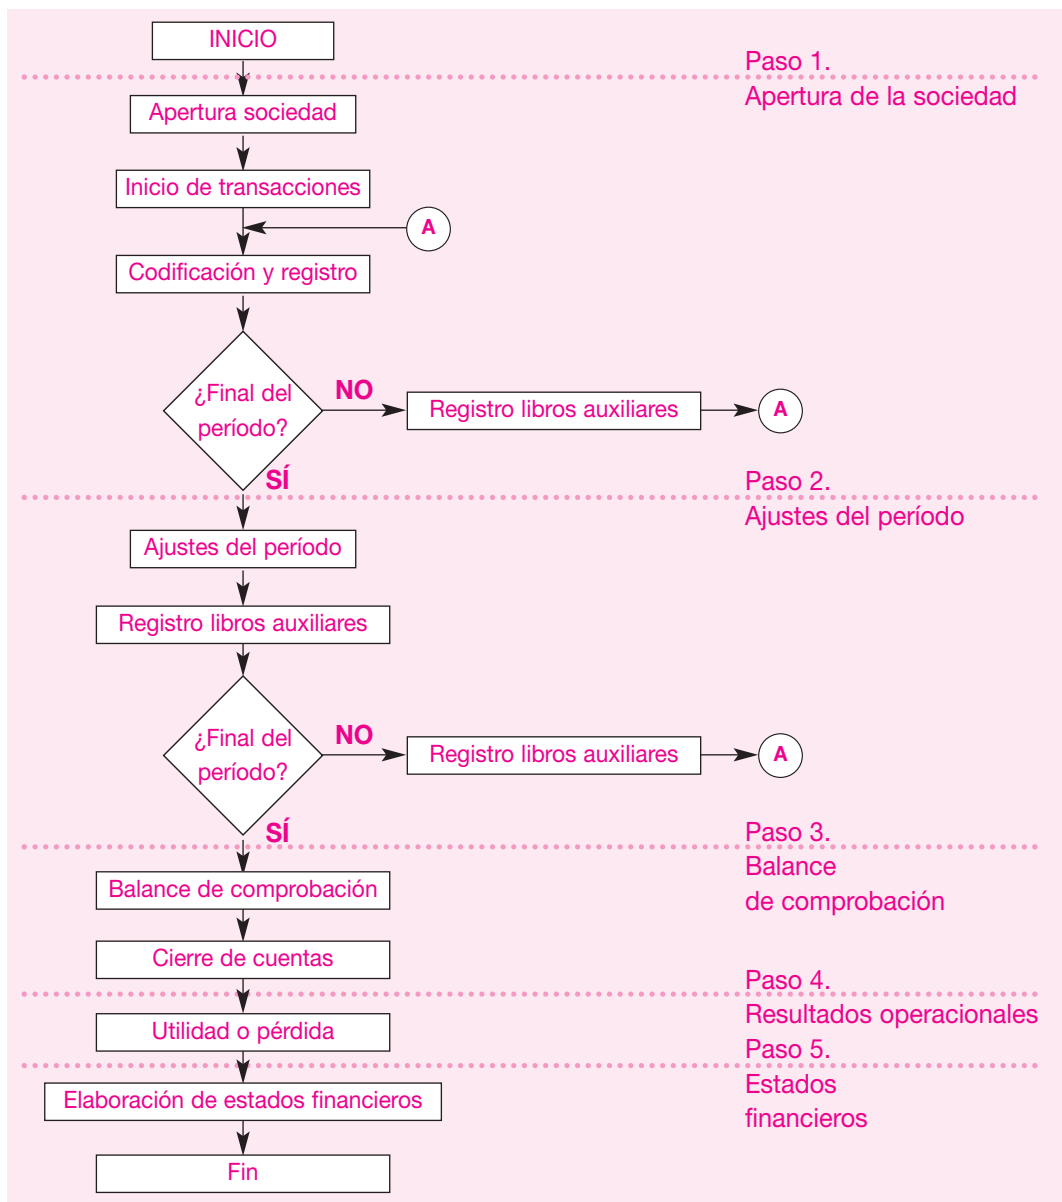 INICIO
Paso 1.
Apertura de la sociedad
Apertura sociedad
Inicio de transacciones
A
Codificación y registro
¿Final del
período?
NO
Registro libros auxiliares
A
SÍ
Paso 2.
Ajustes del período
Ajustes del período
Registro libros auxiliares
¿Final del
período?
NO
Registro libros auxiliares
A
SÍ
Paso 3.
Balance
de comprobación
Balance de comprobación
Cierre de cuentas
Paso 4.
Resultados operacionales
Utilidad o pérdida
Paso 5.
Estados
financieros
Elaboración de estados financieros
Fin